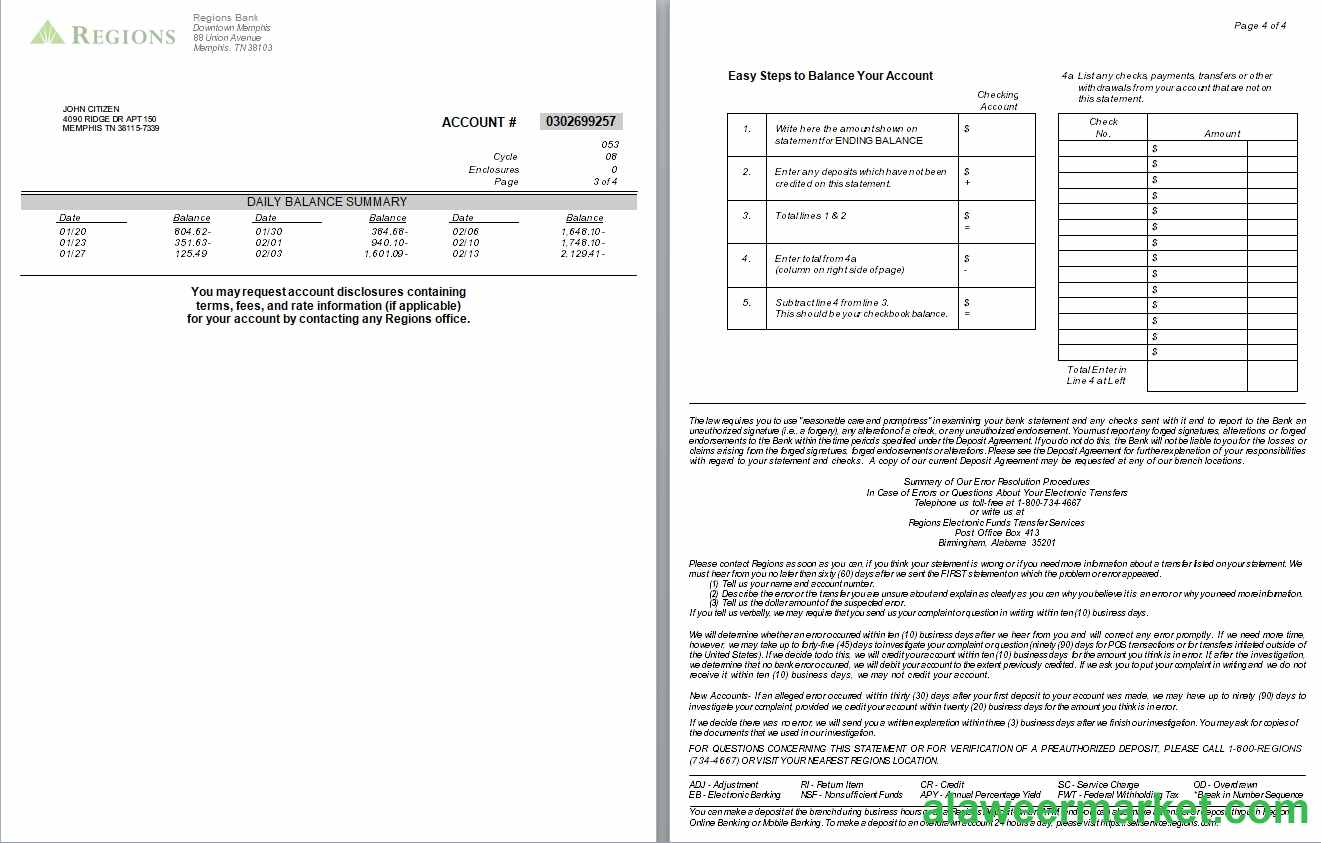 REGIONS
Regions Bank
Downtown Memphis
88 Union Avenue
Memphis, TN 38103
JOHN CITIZEN
4090 RIDGE DR APT 150
MEMPHIS TN 38115-7339
ACCOUNT # 0302699257
053
Cycle 08
Enclosures 0
Page 3 of 4
DAILY BALANCE SUMMARY
Date Balance Date Balance Date Balance
01/20 804.62- 01/30 384.68- 02/06 1,648.10-
01/23 351.63- 02/01 940.10- 02/10 1,748.10-
01/27 125.49 02/03 1,601.09- 02/13 2,129.41-
You may request account disclosures containing
terms, fees, and rate information (if applicable)
for your account by contacting any Regions office.
Page 4 of 4
Easy Steps to Balance Your Account
Checking
Account
1. Write here the amount shown on $
statement for ENDING BALANCE
2. Enter any deposits which have not been $
credited on this statement. +
3. Total lines 1 & 2 $
=
4. Enter total from 4a $
(column on right side of page) -
5. Subtract line 4 from line 3. $
This should be your checkbook balance. =
4a List any checks, payments, transfers or other
withdrawals from your account that are not on
this statement.
Check
No. Amount
$
$
$
$
$
$
$
$
$
$
$
$
$
$
Total Enter in
Line 4 at Left
The law requires you to use "reasonable care and promptness" in examining your bank statement and any checks sent with it and to report to the Bank an
unauthorized signature (i.e., a forgery), any alteration of a check, or any unauthorized endorsement. You must report any forged signatures, alterations or forged
endorsements to the Bank within the time periods specified under the Deposit Agreement. If you do not do this, the Bank will not be liable to you for the losses or
claims arising from the forged signatures, forged endorsements or alterations. Please see the Deposit Agreement for further explanation of your responsibilities
with regard to your statement and checks. A copy of our current Deposit Agreement may be requested at any of our branch locations.
Summary of Our Error Resolution Procedures
In Case of Errors or Questions About Your Electronic Transfers
Telephone us toll-free at 1-800-734-4667
or write us at
Regions Electronic Funds Transfer Services
Post Office Box 413
Birmingham, Alabama 35201
Please contact Regions as soon as you can, if you think your statement is wrong or if you need more information about a transfer listed on your statement. We
must hear from you no later than sixty (60) days after we sent the FIRST statement on which the problem or error appeared.
(1) Tell us your name and account number.
(2) Describe the error or the transfer you are unsure about and explain as clearly as you can why you believe it is an error or why you need more information.
(3) Tell us the dollar amount of the suspected error.
If you tell us verbally, we may require that you send us your complaint or question in writing within ten (10) business days.
We will determine whether an error occurred within ten (10) business days after we hear from you and will correct any error promptly. If we need more time,
however, we may take up to forty-five (45) days to investigate your complaint or question (ninety (90) days for POS transactions or for transfers initiated outside of
the United States). If we decide to do this, we will credit your account within ten (10) business days for the amount you think is in error. If after the investigation,
we determine that no bank error occurred, we will debit your account to the extent previously credited. If we ask you to put your complaint in writing and we do not
receive it within ten (10) business days, we may not credit your account.
New Accounts- If an alleged error occurred within thirty (30) days after your first deposit to your account was made, we may have up to ninety (90) days to
investigate your complaint, provided we credit your account within twenty (20) business days for the amount you think is in error.
If we decide there was no error, we will send you a written explanation within three (3) business days after we finish our investigation. You may ask for copies of
the documents that we used in our investigation.
FOR QUESTIONS CONCERNING THIS STATEMENT OR FOR VERIFICATION OF A PREAUTHORIZED DEPOSIT, PLEASE CALL 1-800-REGIONS
(734-4667) OR VISIT YOUR NEAREST REGIONS LOCATION.
ADJ - Adjustment RI - Return Item CR - Credit SC - Service Charge OD - Overdrawn
EB - Electronic Banking NSF - Nonsufficient Funds APY - Annual Percentage Yield FWT - Federal Withholding Tax *Break in Number Sequence
You can make a deposit at the branch during business hours
Online Banking or Mobile Banking. To make a deposit to an overdrawn account 24 hours a day, please visit https://selfservice.regions.com.
alaweermarket.com